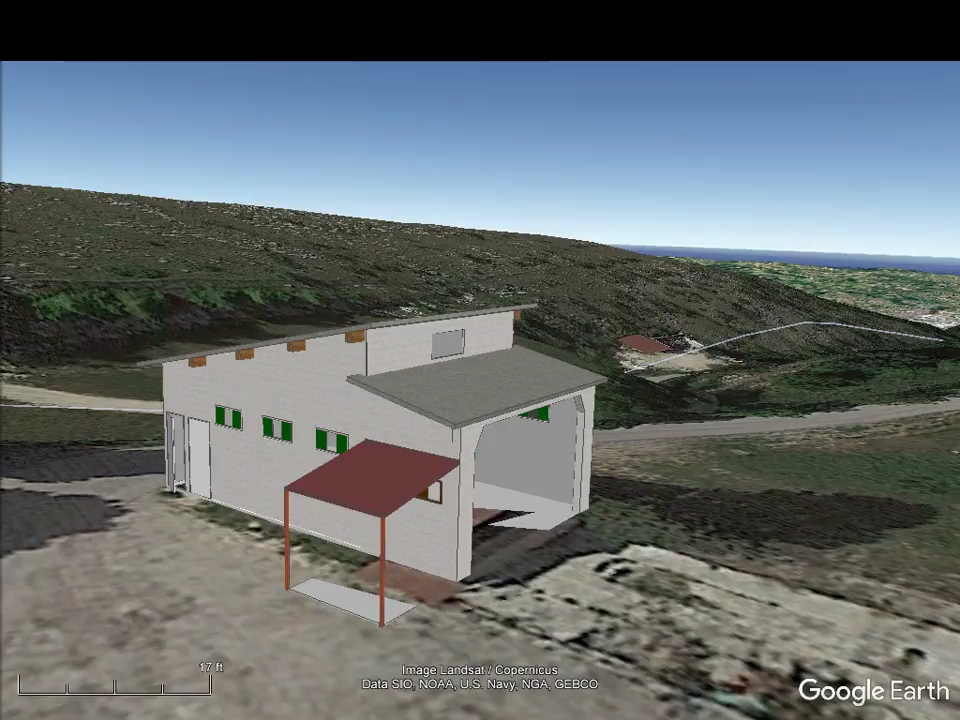 17 ft
Image Landsat / Copernicus
Data SIO, NOAA, U.S. Navy, NGA, GEBCO
Google Earth